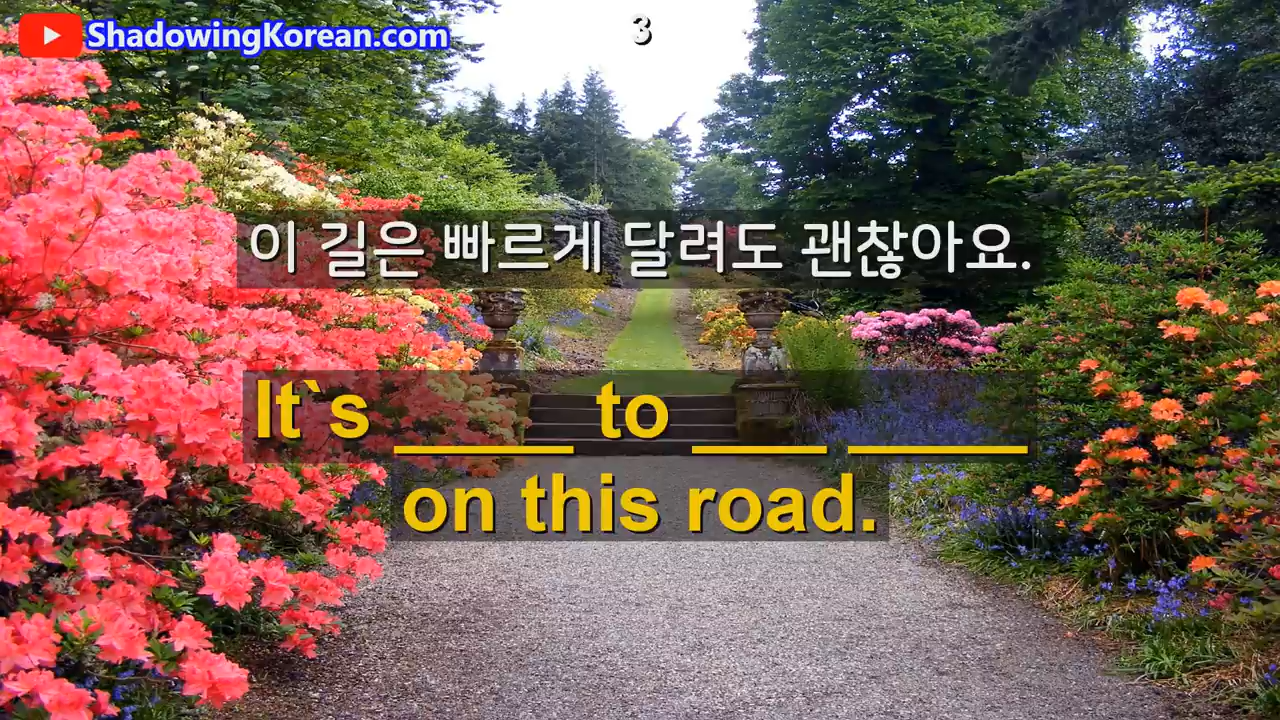 ShadowingKorean.com
3
이 길은 빠르게 달려도 괜찮아요.
It`s ____ to ___ ____
on this road.